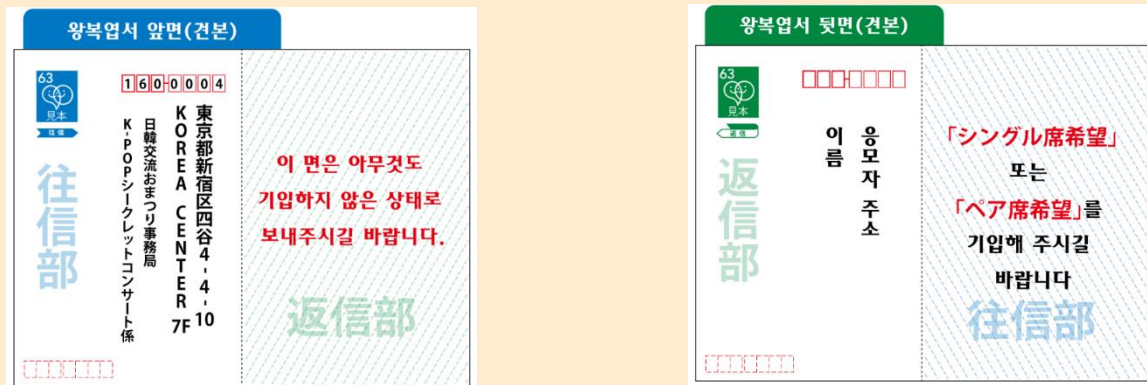 왕복엽서 앞면(견본)
63
見本
往信
往信部
160-0004
東京都新宿区四谷4-4-10
KOREA CENTER 7F
日韓交流おまつり事務局
K-POPシークレットコンサート係
이 면은 아무것도
기입하지 않은 상태로
보내주시길 바랍니다.
返信部
왕복엽서 뒷면(견본)
63
見本
返信
返信部
응모자 주소
이름
「シングル席希望」
또는
「ペア席希望」를
기입해 주시길
바랍니다
往信部